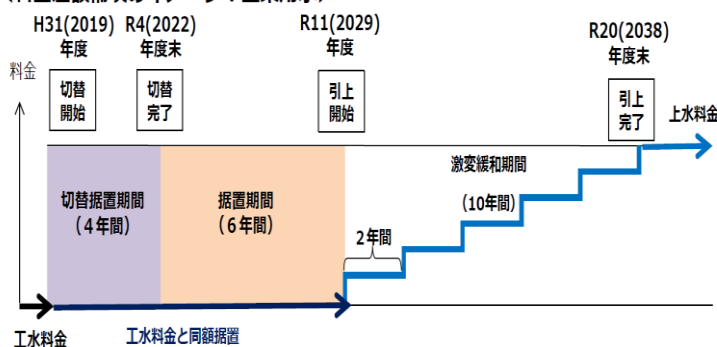 H31(2019)
年度
R4(2022)
年度末
R11(2029)
年度
R20(2038)
年度末
料金
切替
開始
切替
完了
引上
開始
引上
完了
上水料金
切替据置期間
(4年間)
据置期間
(6年間)
激変緩和期間
(10年間)
2年間
工水料金
工水料金と同額据置